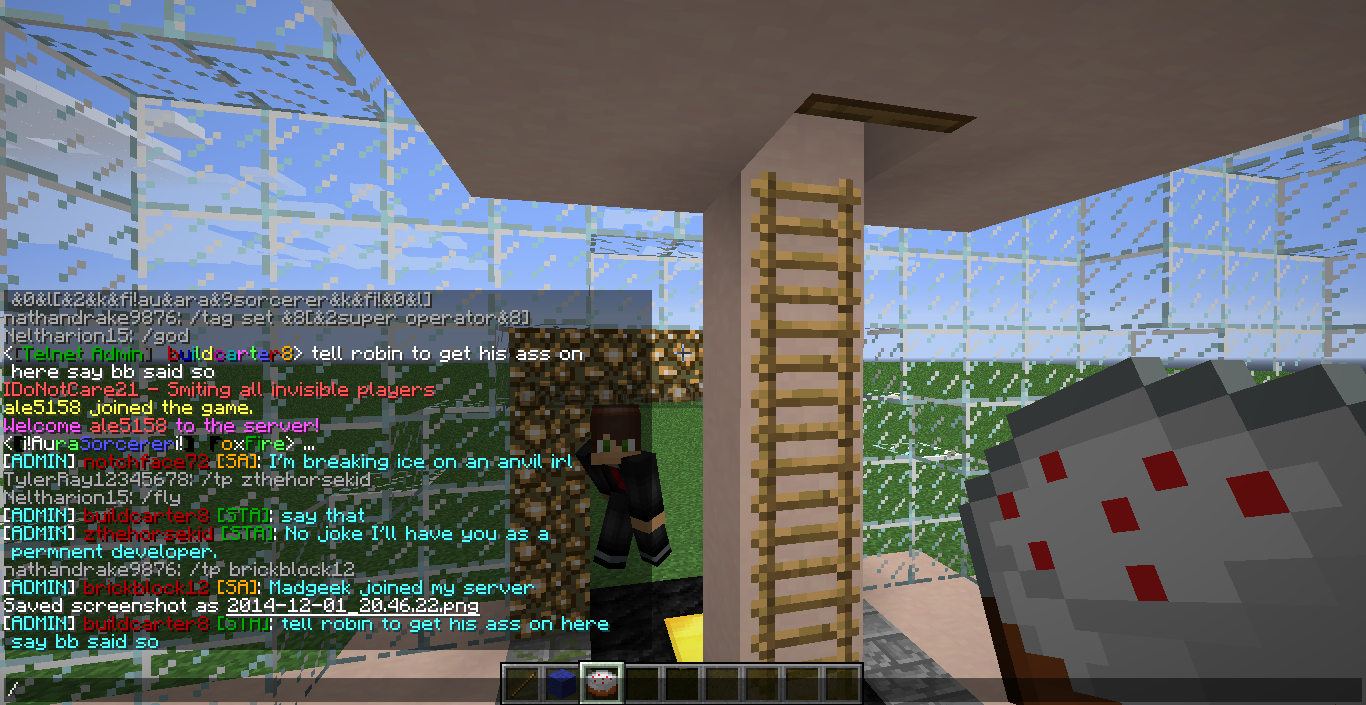 &0&l[&2&k&fi!au&ara&9sorcerer&k&fi!&0&l]
nathandrake9876: /tag set &8[&2super operator&8]
Neltharion15: /god
<[Telnet Admin] buildcarter8> tell robin to get his ass on
here say bb said so
IDoNotCare21 - Smiting all invisible players
ale5158 joined the game.
Welcome ale5158 to the server!
i!AuraSorcereri! FoxFire> ...
[ADMIN] notchface72 [SA]: I'm breaking ice on an anvil irl
TylerRay12345678: /tp zthehorsekid
Neltharion15: /fly
[ADMIN] buildcarter8 [STA]: say that
[ADMIN] zthehorsekid [STA]: No joke I'll have you as a
permnent developer.
nathandrake9876: /tp brickblock12
[ADMIN] brickblock12 [SA]: Madgeek joined my server
Saved screenshot as 2014-12-01_20.46.22.png
[ADMIN] buildcarter8 [STA]: tell robin to get his ass on here
say bb said so
/